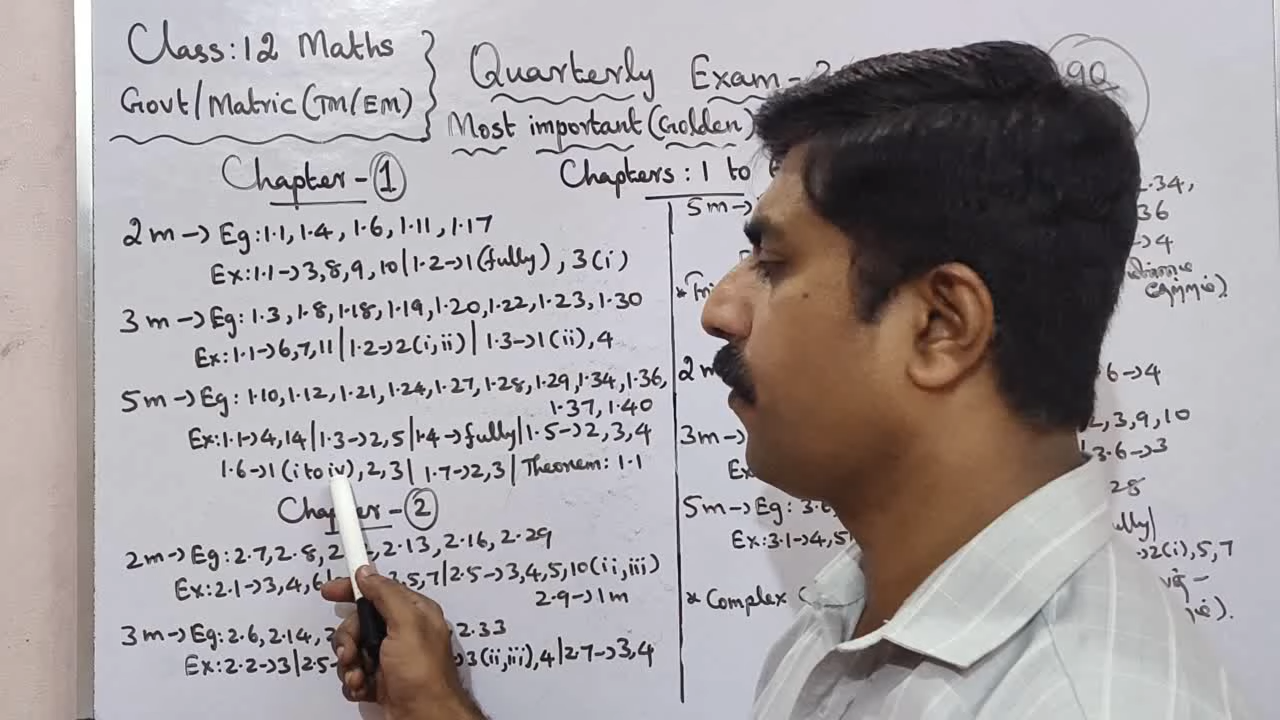 Class:12 Maths
Govt/Matric(TM/EM)
Quarterly Exam-
Most important(Golden)
90
Chapters: 1 to
Chapter-1
2m→Eg:1.1, 1.4, 1.6, 1.11, 1.17
Ex:1.1→3,8,9,10|1.2→1(fully), 3(i)
3m→Eg:1.3, 1.8, 1.18, 1.19, 1.20, 1.22, 1.23, 1.30
Ex:1.1→6,7,11|1.2→2(i,ii)|1.3→1(ii),4
5m→Eg:1.10, 1.12, 1.21, 1.24, 1.27, 1.28, 1.29, 1.34, 1.36,
1.37, 1.40
Ex:1.1→4,14|1.3→2,5|1.4→fully|1.5→2,3,4
1.6→1(i to iv),2,3|1.7→2,3|Theorem:1.1
Chapter-2
2m→Eg:2.7, 2.8, 2.13, 2.16, 2.29
Ex:2.1→3,4,6 5,7|2.5→3,4,5,10(ii,iii)
2.9→1m
3m→Eg:2.6, 2.14, 2.33
Ex:2.2→3|2.5→ 3(ii,iii),4|2.7→3,4
5m→ 2.34,
36
→4
2m 6→4
3m→ 2,3,9,10
Ex 3.6→3
5m→Eg:3. 28
Ex:3.1→4,5 →2(i),5,7
* Complex